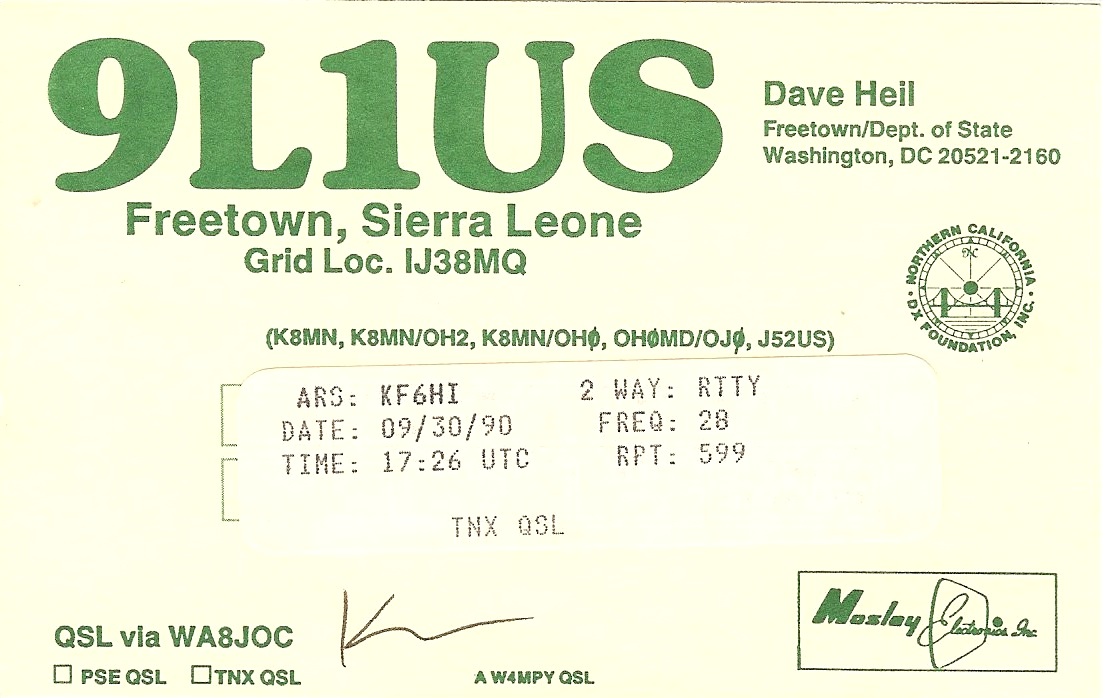 9L1US
Dave Heil
Freetown/Dept. of State
Washington, DC 20521-2160
Freetown, Sierra Leone
Grid Loc. IJ38MQ
• NORTHERN CALIFORNIA •
DX FOUNDATION, INC.
(K8MN, K8MN/OH2, K8MN/OHØ, OHØMD/OJØ, J52US)
ARS: KF6HI 2 WAY: RTTY
DATE: 09/30/90 FREQ: 28
TIME: 17:26 UTC RPT: 599
TNX QSL
Mosley Electronics Inc
QSL via WA8JOC
☐ PSE QSL ☐ TNX QSL
A W4MPY QSL